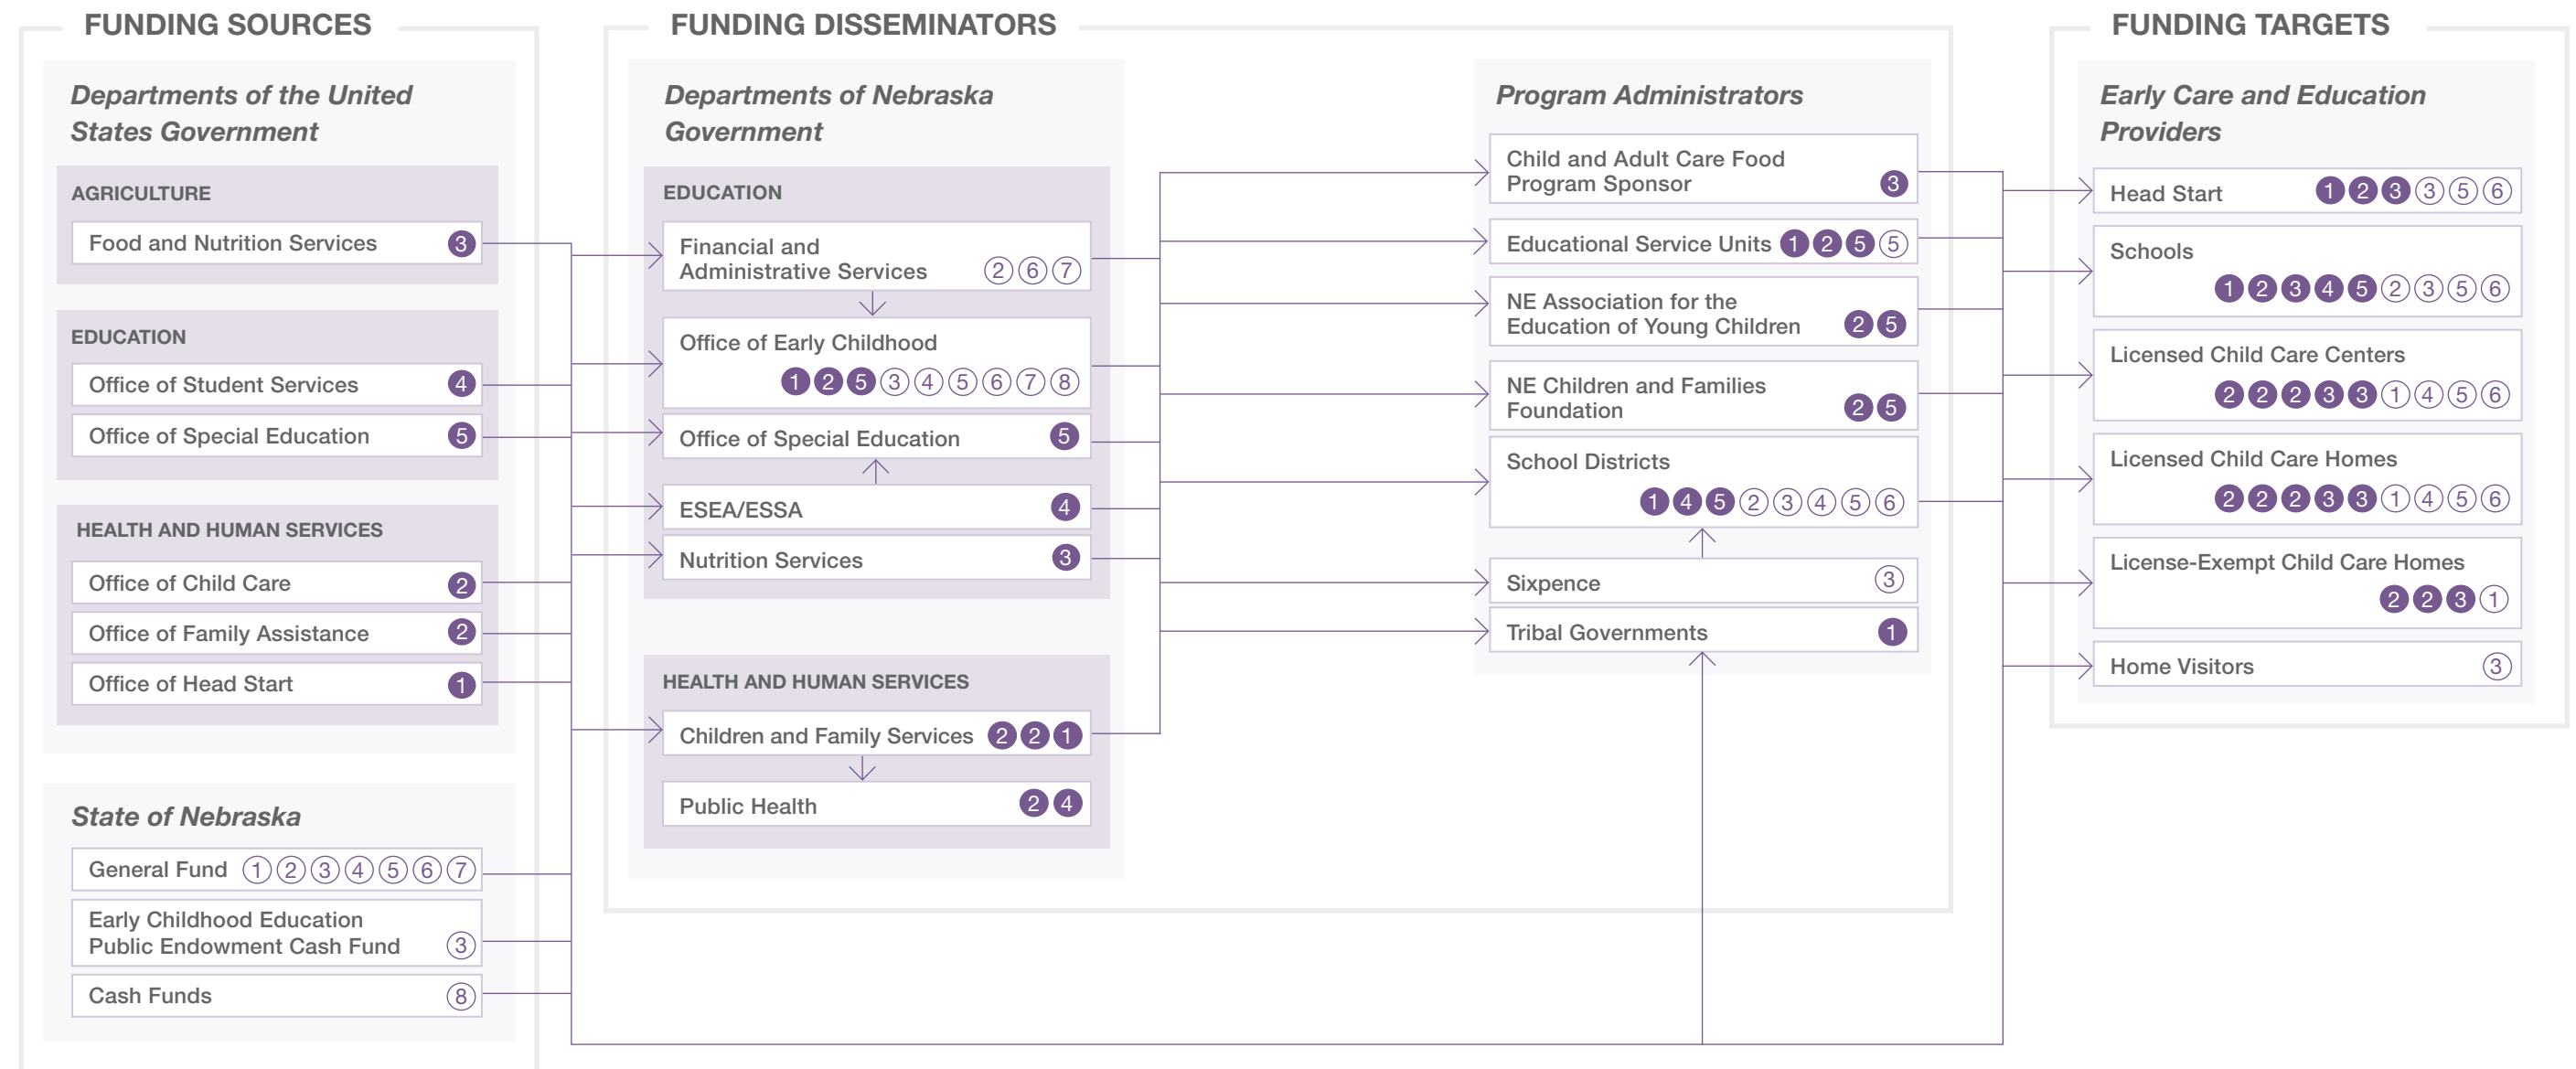 FUNDING SOURCES
Departments of the United
States Government
AGRICULTURE
Food and Nutrition Services 3
EDUCATION
Office of Student Services 4
Office of Special Education 5
HEALTH AND HUMAN SERVICES
Office of Child Care 2
Office of Family Assistance 2
Office of Head Start 1
State of Nebraska
General Fund 1 2 3 4 5 6 7
Early Childhood Education
Public Endowment Cash Fund 3
Cash Funds 8
FUNDING DISSEMINATORS
Departments of Nebraska
Government
EDUCATION
Financial and
Administrative Services 2 6 7
Office of Early Childhood
1 2 5 3 4 5 6 7 8
Office of Special Education 5
ESEA/ESSA 4
Nutrition Services 3
HEALTH AND HUMAN SERVICES
Children and Family Services 2 2 1
Public Health 2 4
Program Administrators
Child and Adult Care Food
Program Sponsor 3
Educational Service Units 1 2 5 5
NE Association for the
Education of Young Children 2 5
NE Children and Families
Foundation 2 5
School Districts
1 4 5 2 3 4 5 6
Sixpence 3
Tribal Governments 1
FUNDING TARGETS
Early Care and Education
Providers
Head Start 1 2 3 3 5 6
Schools
1 2 3 4 5 2 3 5 6
Licensed Child Care Centers
2 2 2 3 3 1 4 5 6
Licensed Child Care Homes
2 2 2 3 3 1 4 5 6
License-Exempt Child Care Homes
2 2 3 1
Home Visitors 3